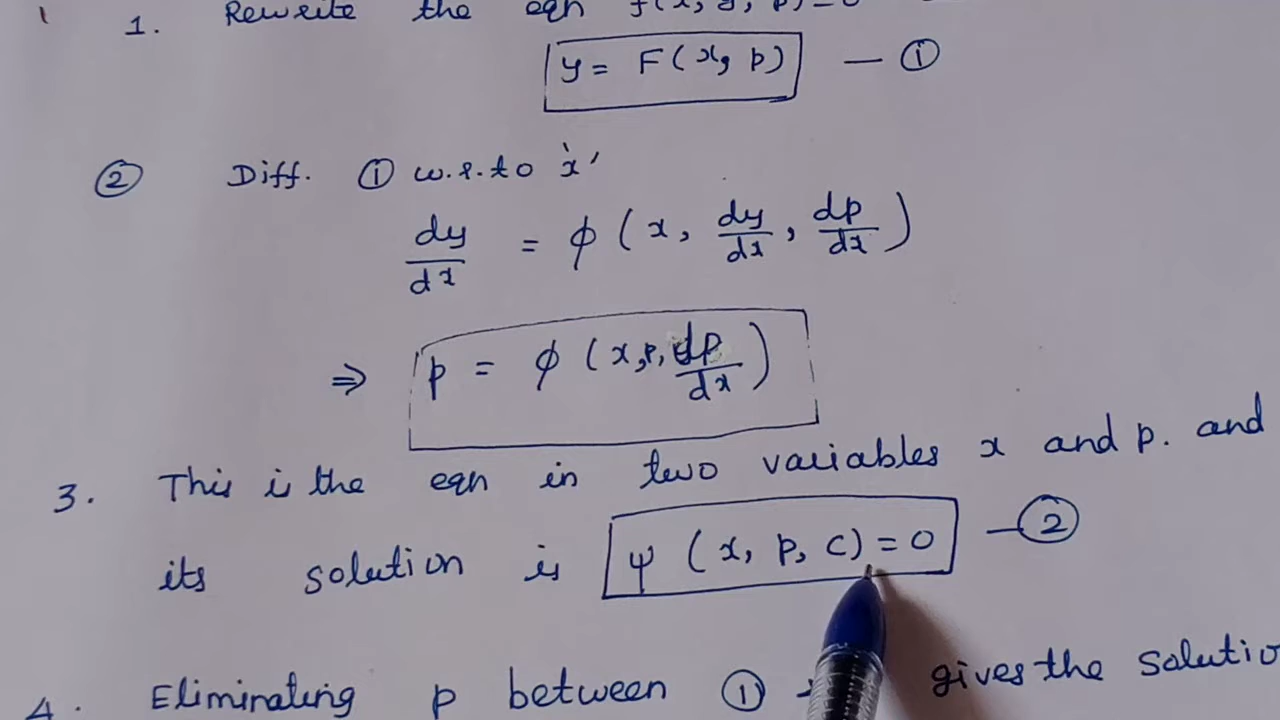 1. Rewrite the eqn f(x, y, p)=0
y = F(x, p) — ①
② Diff. ① w.r.to 'x'
dy/dx = ϕ(x, dy/dx, dp/dx)
⇒ p = ϕ(x, p, dp/dx)
3. This is the eqn in two variables x and p. and
its solution is ψ(x, p, c) = 0 — ②
4. Eliminating p between ① gives the solutio